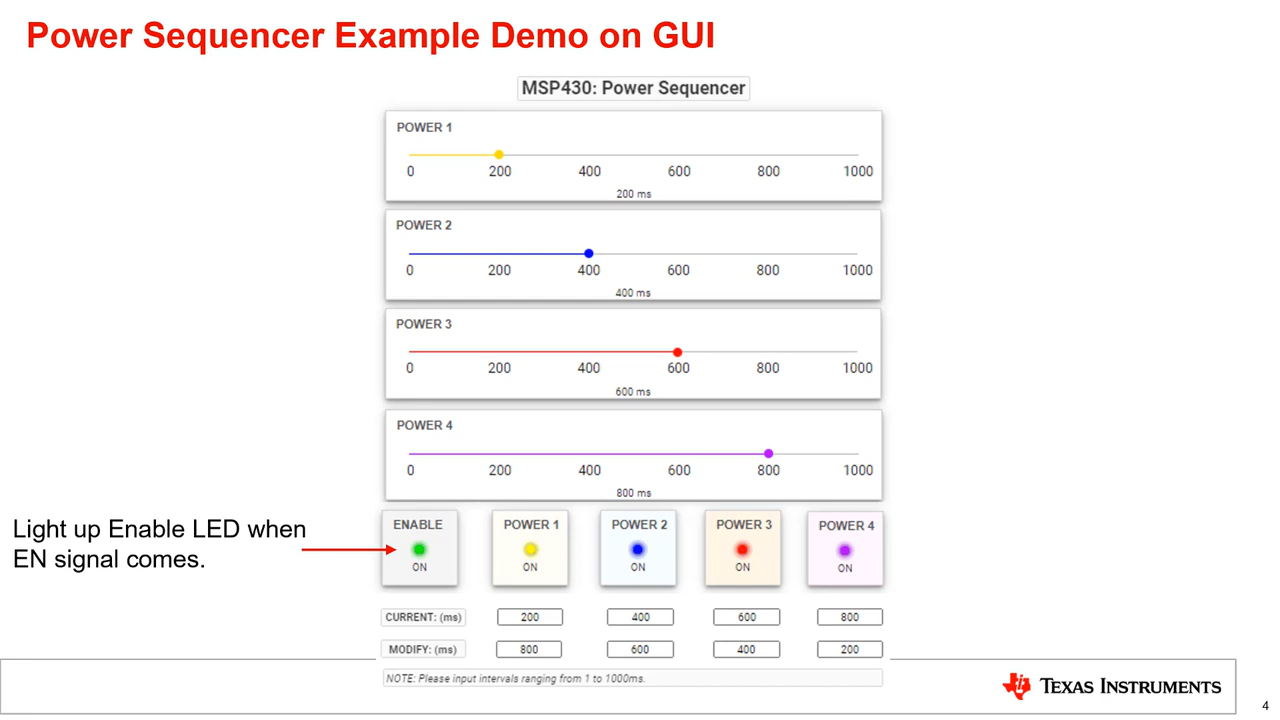 Power Sequencer Example Demo on GUI
MSP430: Power Sequencer
POWER 1
0 200 400 600 800 1000
200 ms
POWER 2
0 200 400 600 800 1000
400 ms
POWER 3
0 200 400 600 800 1000
600 ms
POWER 4
0 200 400 600 800 1000
800 ms
Light up Enable LED when
EN signal comes.
ENABLE POWER 1 POWER 2 POWER 3 POWER 4
ON ON ON ON ON
CURRENT: (ms) 200 400 600 800
MODIFY: (ms) 800 600 400 200
NOTE: Please input intervals ranging from 1 to 1000ms.
TEXAS INSTRUMENTS
4